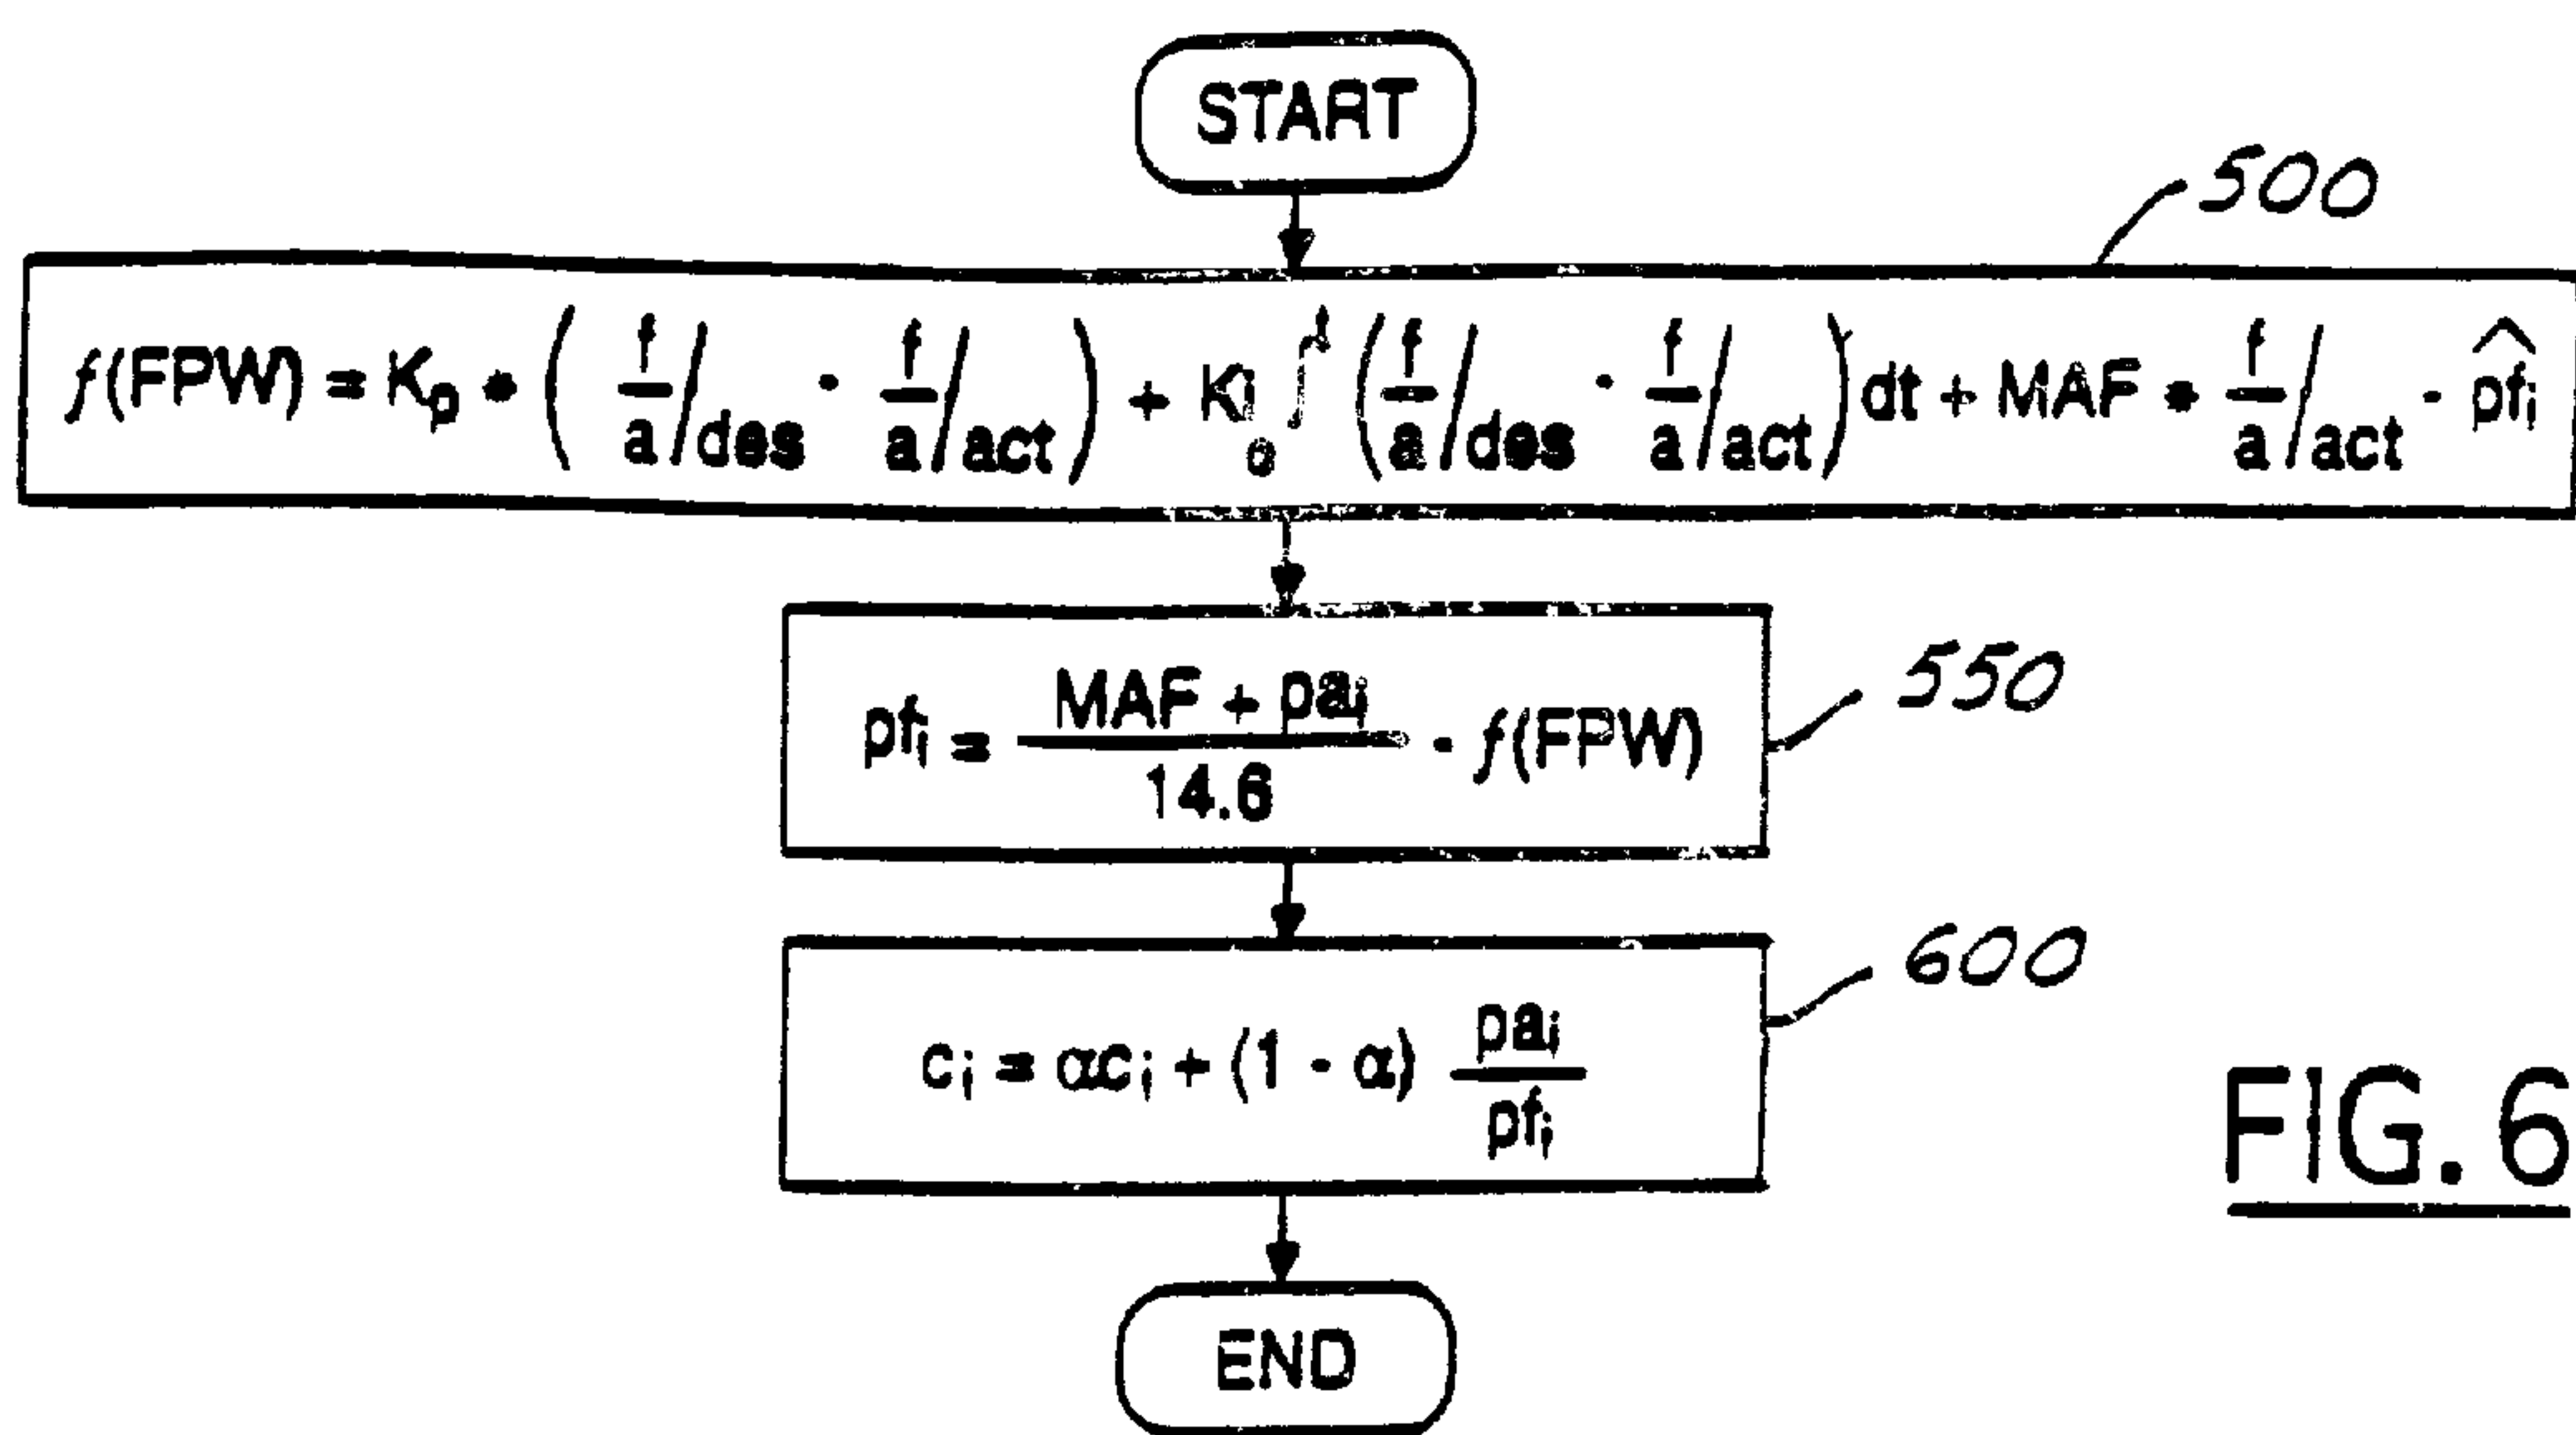 START
500
f(FPW) = Kp * ( f/a /des - f/a /act ) + Ki 0∫t ( f/a /des - f/a /act ) dt + MAF * f/a /act - p̂fi
550
pfi = MAF + pai / 14.6 - f(FPW)
600
ci = αci + (1 - α) pai / pfi
FIG. 6
END